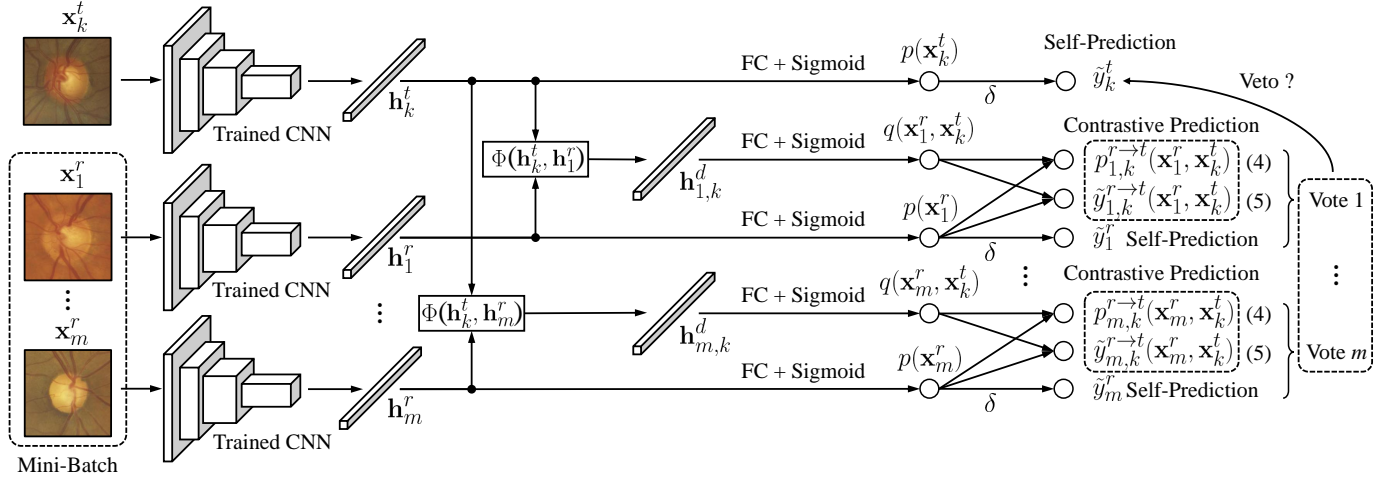 x_k^t
Trained CNN
h_k^t
FC + Sigmoid
p(x_k^t)
δ
Self-Prediction
ỹ_k^t
Veto ?
Φ(h_k^t, h_1^r)
h_{1,k}^d
FC + Sigmoid
q(x_1^r, x_k^t)
Contrastive Prediction
p_{1,k}^{r→t}(x_1^r, x_k^t) (4)
ỹ_{1,k}^{r→t}(x_1^r, x_k^t) (5)
Vote 1
x_1^r
Trained CNN
h_1^r
FC + Sigmoid
p(x_1^r)
δ
ỹ_1^r Self-Prediction
Φ(h_k^t, h_m^r)
h_{m,k}^d
FC + Sigmoid
q(x_m^r, x_k^t)
Contrastive Prediction
p_{m,k}^{r→t}(x_m^r, x_k^t) (4)
ỹ_{m,k}^{r→t}(x_m^r, x_k^t) (5)
Vote m
x_m^r
Trained CNN
h_m^r
FC + Sigmoid
p(x_m^r)
δ
ỹ_m^r Self-Prediction
Mini-Batch